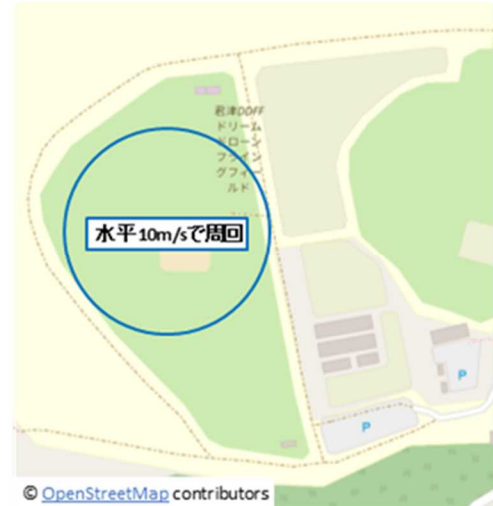 君津DDFF
ドリーム
ドローン
フライン
グフィー
ルド
水平10m/sで周回
P
P
© OpenStreetMap contributors